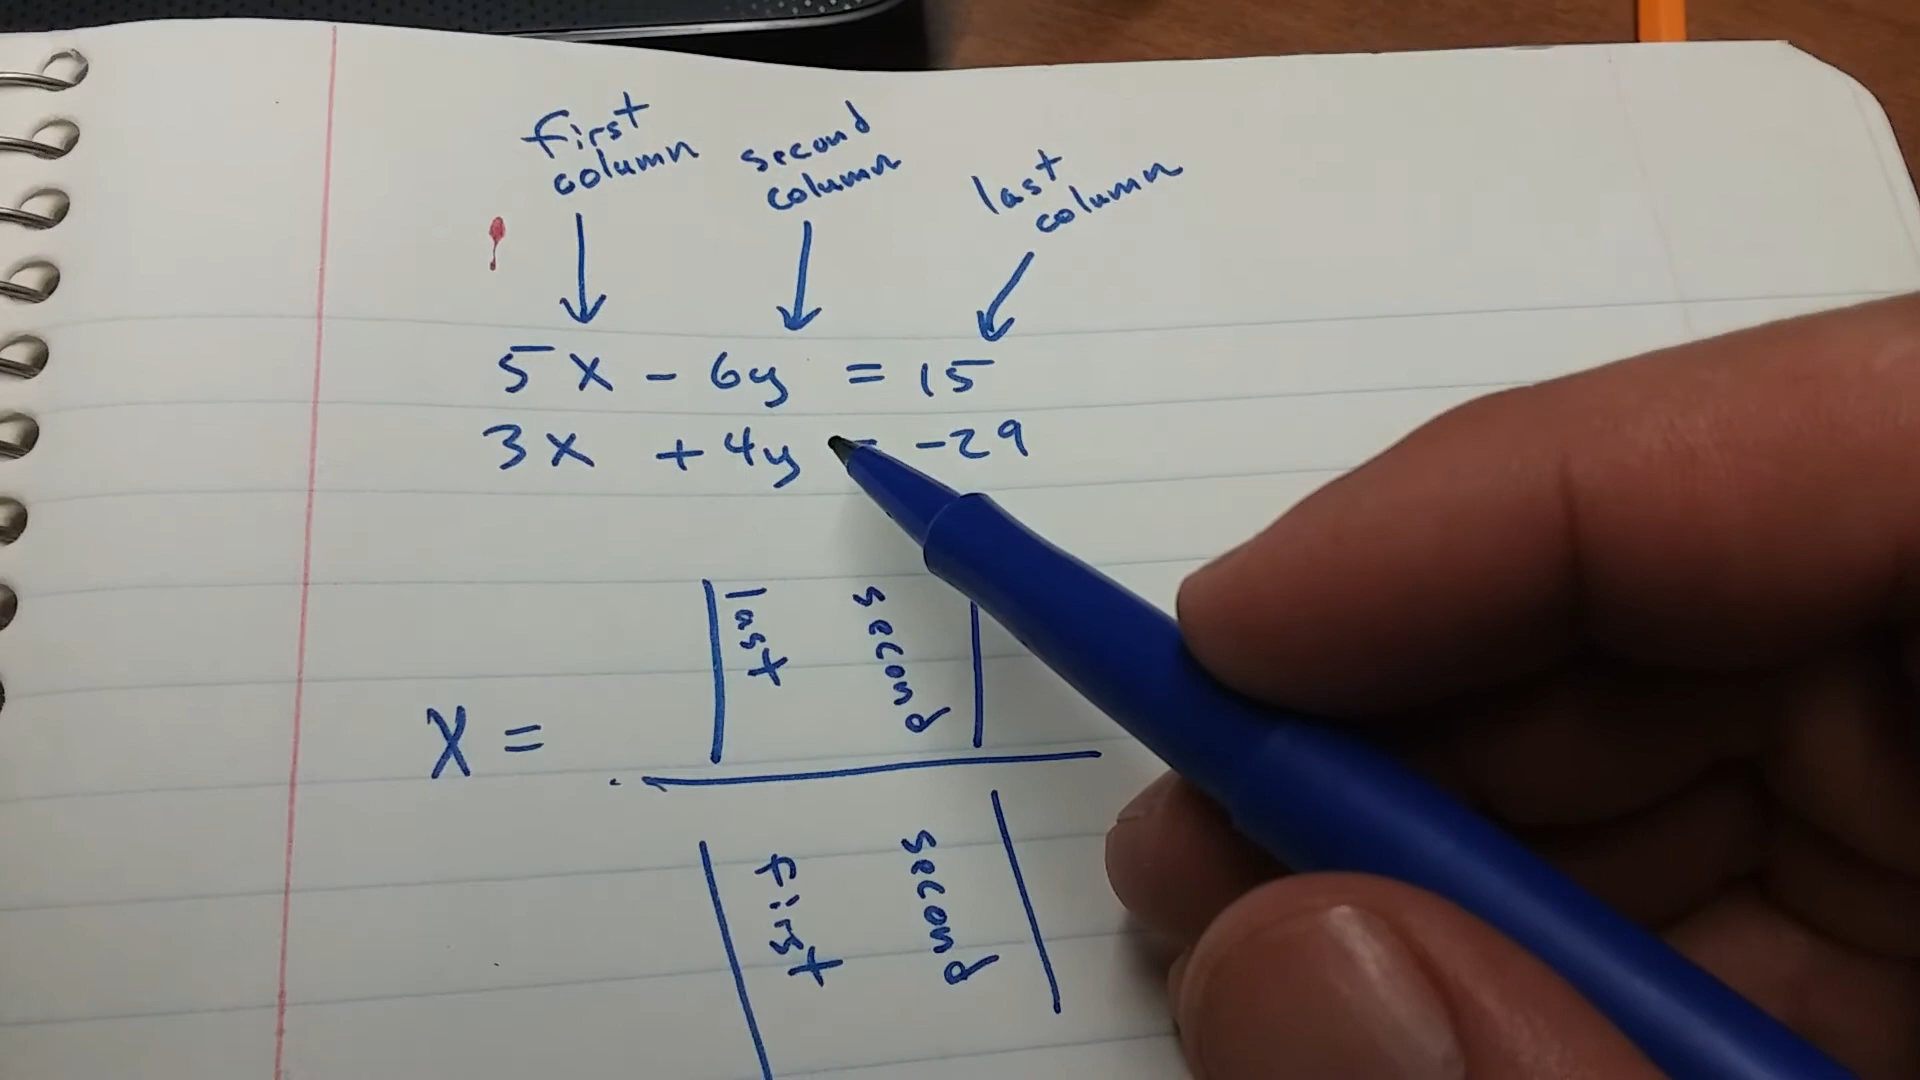 first column
second column
last column
5x - 6y = 15
3x + 4y = -29
last second
X =
first second